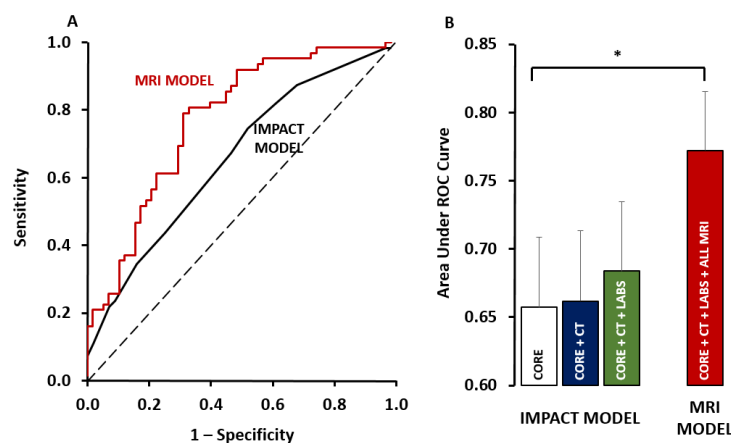 A
MRI MODEL
IMPACT
MODEL
Sensitivity
1.0
0.8
0.6
0.4
0.2
0.0
0.0
0.2
0.4
0.6
0.8
1.0
1 – Specificity
B
*
Area Under ROC Curve
0.85
0.80
0.75
0.70
0.65
0.60
CORE
CORE + CT
CORE + CT + LABS
CORE + CT + LABS + ALL MRI
IMPACT MODEL
MRI
MODEL